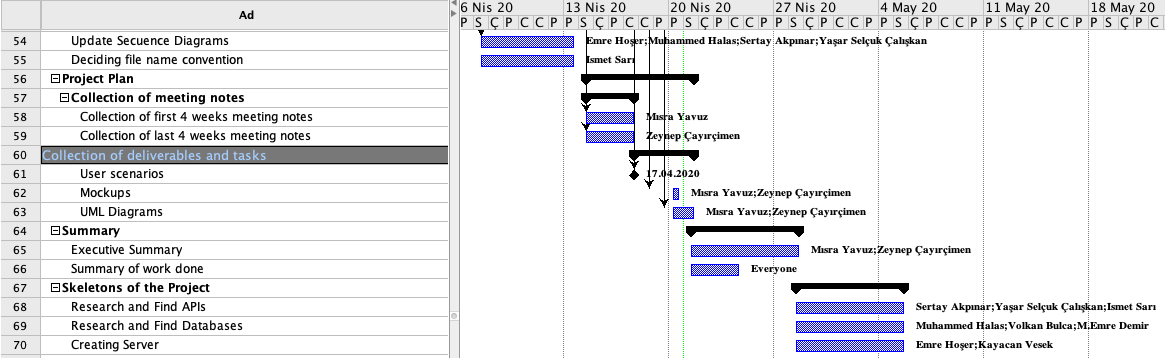 Ad
6 Nis 20 13 Nis 20 20 Nis 20 27 Nis 20 4 May 20 11 May 20 18 May 20
P S Ç P C C P P S Ç P C C P P S Ç P C C P P S Ç P C C P P S Ç P C C P P S Ç P C C P P S Ç P C
54 Update Secuence Diagrams Emre Hoşer;Muhammed Halas;Sertay Akpınar;Yaşar Selçuk Çalışkan
55 Deciding file name convention İsmet Sarı
56 Project Plan
57 Collection of meeting notes
58 Collection of first 4 weeks meeting notes Mısra Yavuz
59 Collection of last 4 weeks meeting notes Zeynep Çayırçimen
60 Collection of deliverables and tasks
61 User scenarios 17.04.2020
62 Mockups Mısra Yavuz;Zeynep Çayırçimen
63 UML Diagrams Mısra Yavuz;Zeynep Çayırçimen
64 Summary
65 Executive Summary Mısra Yavuz;Zeynep Çayırçimen
66 Summary of work done Everyone
67 Skeletons of the Project
68 Research and Find APIs Sertay Akpınar;Yaşar Selçuk Çalışkan;İsmet Sarı
69 Research and Find Databases Muhammed Halas;Volkan Bulca;M.Emre Demir
70 Creating Server Emre Hoşer;Kayacan Vesek